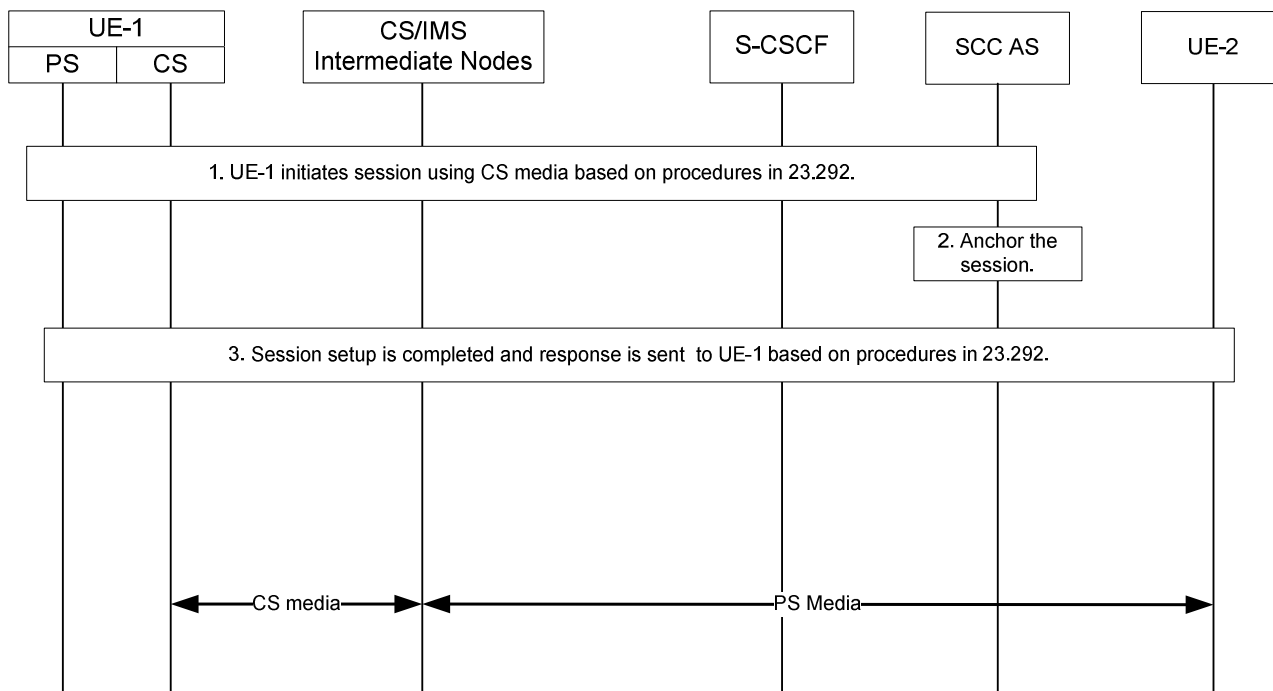 UE-1
PS
CS
CS/IMS
Intermediate Nodes
S-CSCF
SCC AS
UE-2
1. UE-1 initiates session using CS media based on procedures in 23.292.
2. Anchor the
session.
3. Session setup is completed and response is sent to UE-1 based on procedures in 23.292.
CS media
PS Media